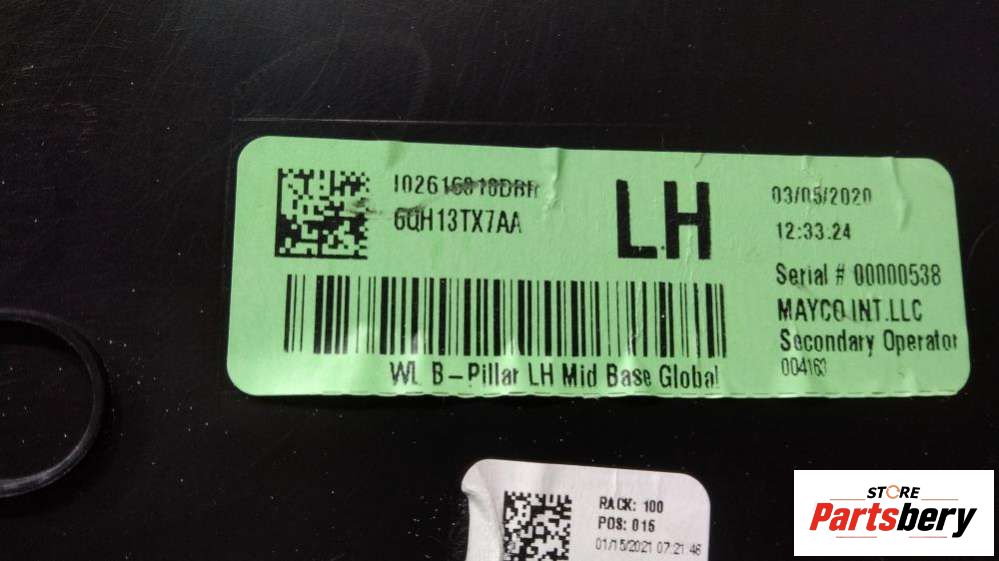 6QH13TX7AA
LH
03/05/2020
12:33.24
Serial # 00000538
MAYCO INT.LLC
Secondary Operator
004163
WL B-Pillar LH Mid Base Global
RACK: 100
POS: 016
01/15/2021 07:21:46
STORE
Partsbery